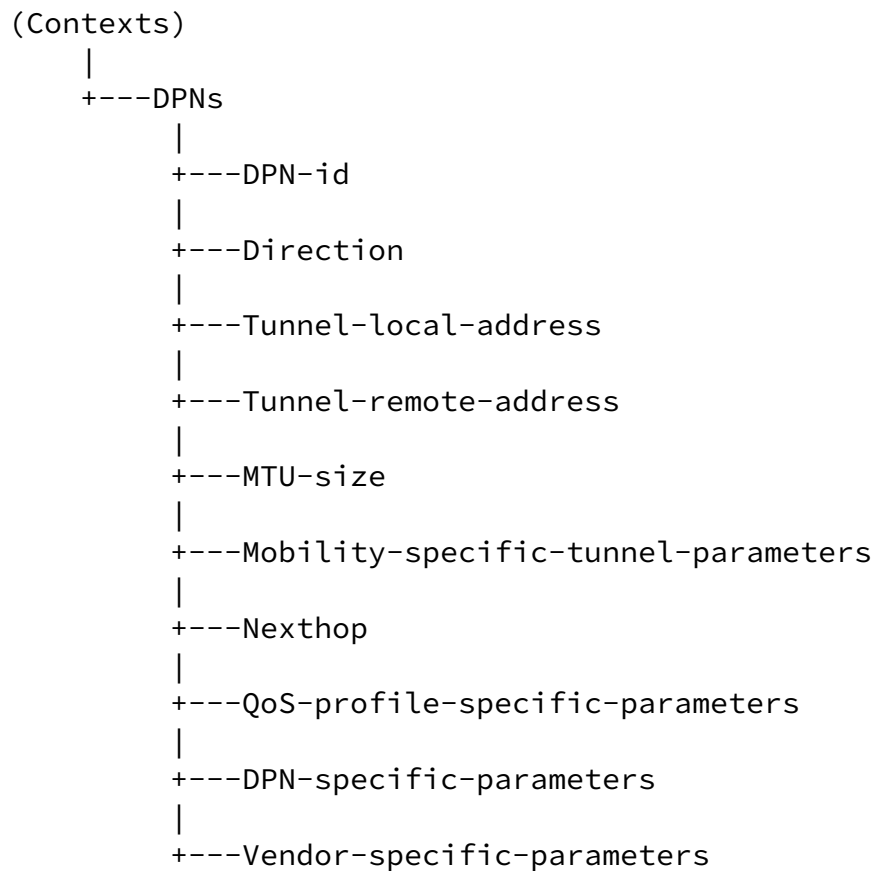 (Contexts)
|
+---DPNs
|
+---DPN-id
|
+---Direction
|
+---Tunnel-local-address
|
+---Tunnel-remote-address
|
+---MTU-size
|
+---Mobility-specific-tunnel-parameters
|
+---Nexthop
|
+---QoS-profile-specific-parameters
|
+---DPN-specific-parameters
|
+---Vendor-specific-parameters